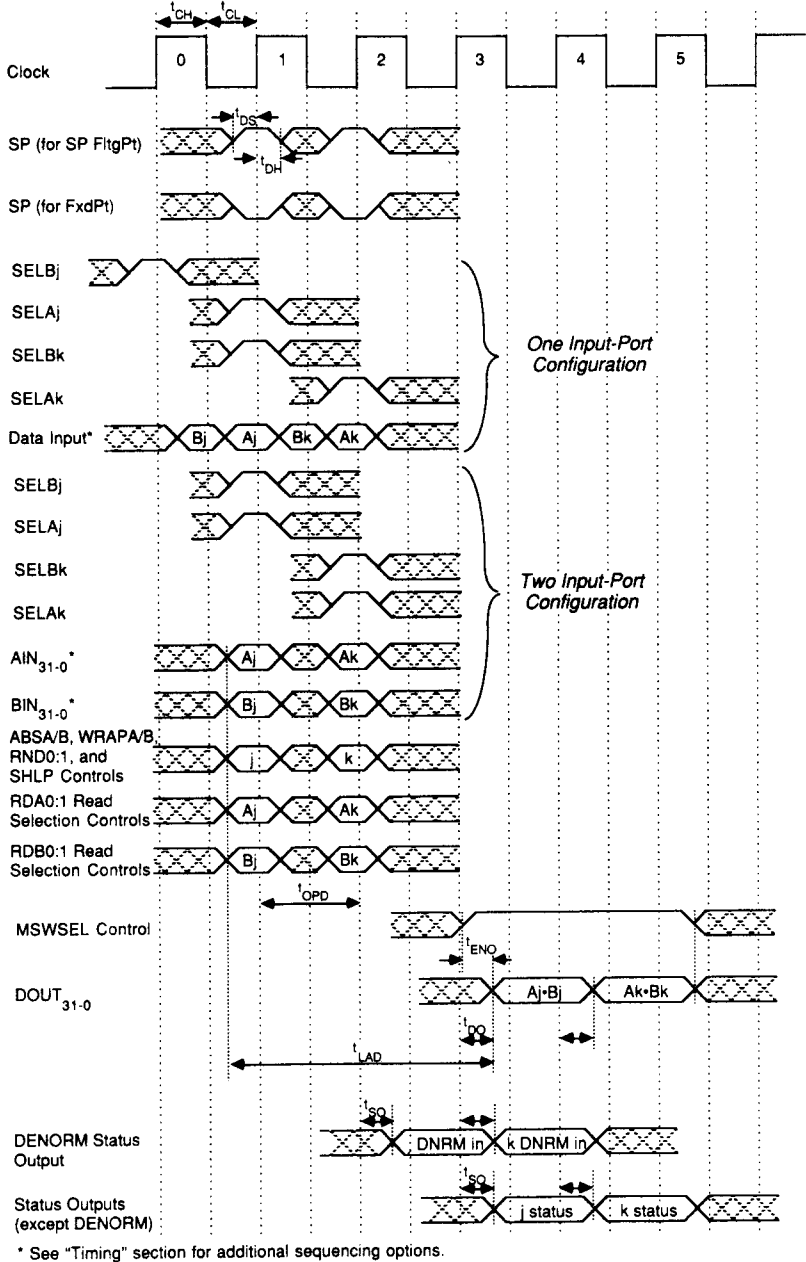 tCH tCL
Clock 0 1 2 3 4 5
tDS
SP (for SP FltgPt)
tDH
SP (for FxdPt)
SELBj
SELAj
SELBk
SELAk
One Input-Port
Configuration
Data Input* Bj Aj Bk Ak
SELBj
SELAj
SELBk
SELAk
Two Input-Port
Configuration
AIN31-0* Aj Ak
BIN31-0* Bj Bk
ABSA/B, WRAPA/B,
RND0:1, and
SHLP Controls
j k
RDA0:1 Read
Selection Controls
Aj Ak
RDB0:1 Read
Selection Controls
Bj Bk
tOPD
MSWSEL Control
tENO
DOUT31-0 Aj•Bj Ak•Bk
tDO
tLAD
tSO
DENORM Status
Output
DNRM in k DNRM in
tSO
Status Outputs
(except DENORM)
j status k status
* See "Timing" section for additional sequencing options.